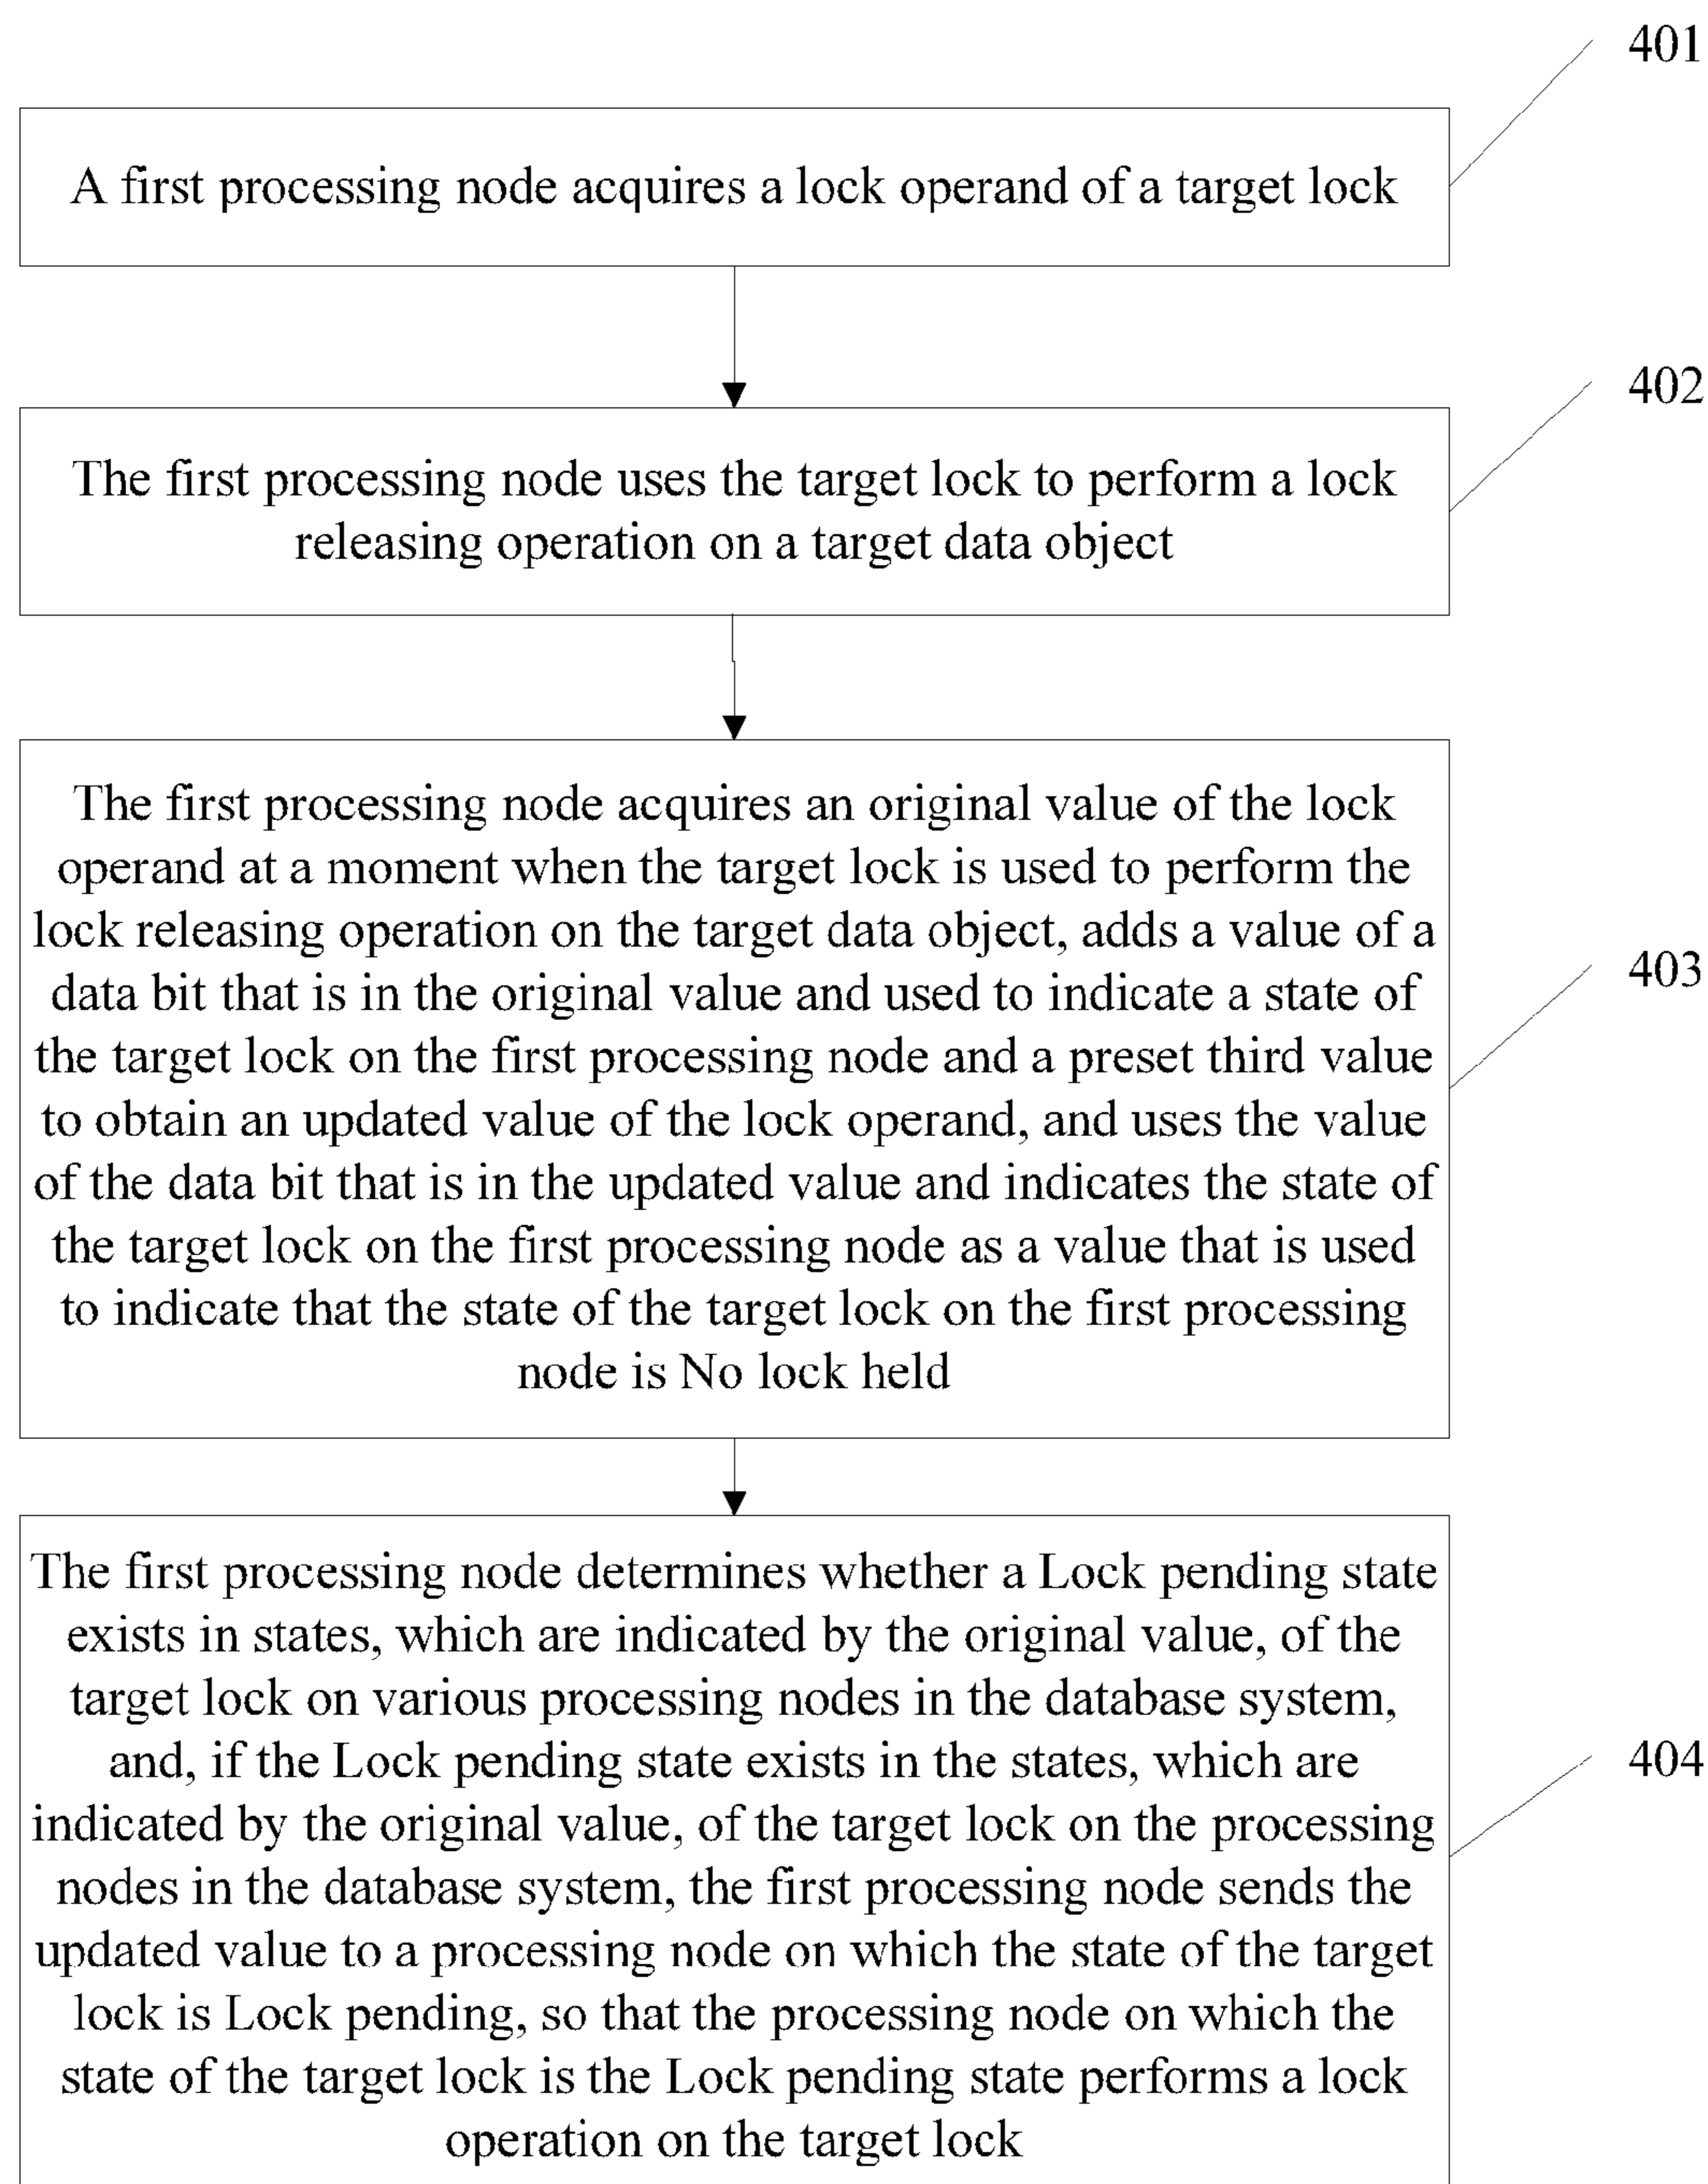 401
A first processing node acquires a lock operand of a target lock
402
The first processing node uses the target lock to perform a lock
releasing operation on a target data object
The first processing node acquires an original value of the lock
operand at a moment when the target lock is used to perform the
lock releasing operation on the target data object, adds a value of a
data bit that is in the original value and used to indicate a state of
the target lock on the first processing node and a preset third value
to obtain an updated value of the lock operand, and uses the value
of the data bit that is in the updated value and indicates the state of
the target lock on the first processing node as a value that is used
to indicate that the state of the target lock on the first processing
node is No lock held
403
The first processing node determines whether a Lock pending state
exists in states, which are indicated by the original value, of the
target lock on various processing nodes in the database system,
and, if the Lock pending state exists in the states, which are
indicated by the original value, of the target lock on the processing
nodes in the database system, the first processing node sends the
updated value to a processing node on which the state of the target
lock is Lock pending, so that the processing node on which the
state of the target lock is the Lock pending state performs a lock
operation on the target lock
404